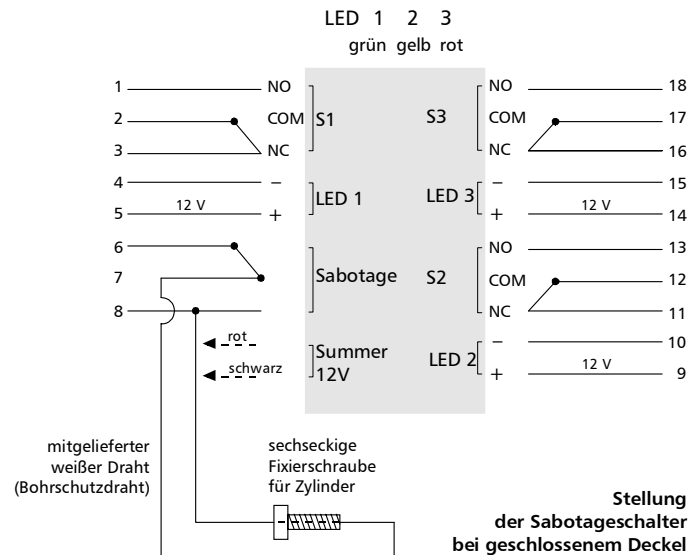 LED 1 2 3
grün gelb rot
1 NO NO 18
2 COM S1 S3 COM 17
3 NC NC 16
4 − − 15
LED 1 LED 3
5 12 V + + 12 V 14
6 NO 13
7 Sabotage S2 COM 12
8 NC 11
rot − 10
Summer
schwarz 12V LED 2
+ 12 V 9
mitgelieferter
weißer Draht
(Bohrschutzdraht)
sechseckige
Fixierschraube
für Zylinder
Stellung
der Sabotageschalter
bei geschlossenem Deckel